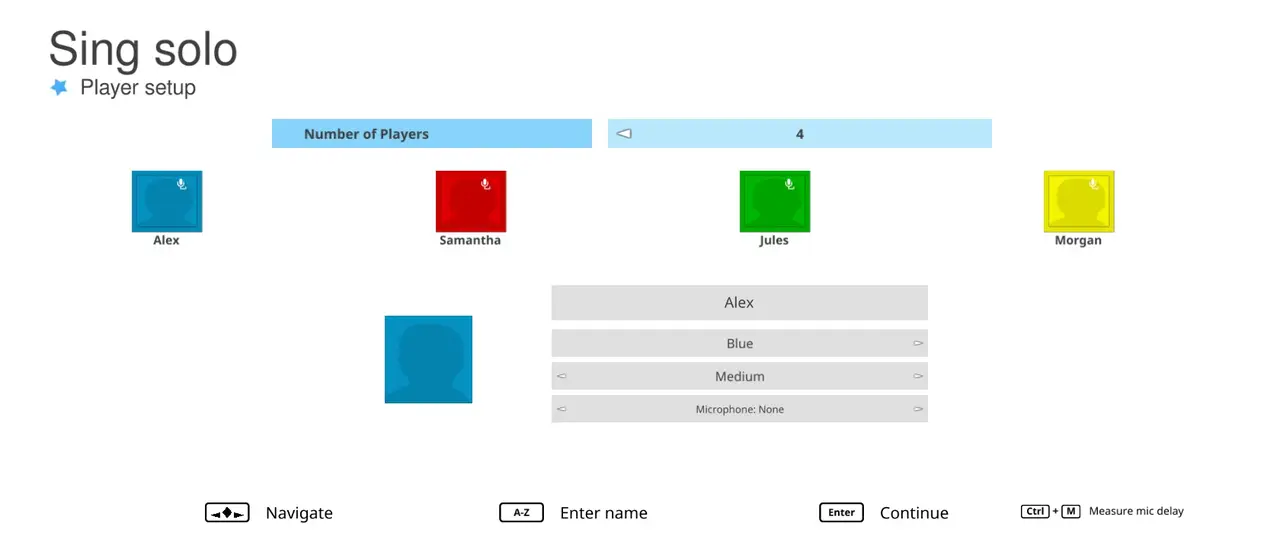 Sing solo
Player setup
Number of Players
4
Alex
Samantha
Jules
Morgan
Alex
Blue
Medium
Microphone: None
Navigate
A-Z Enter name
Enter Continue
Ctrl + M Measure mic delay